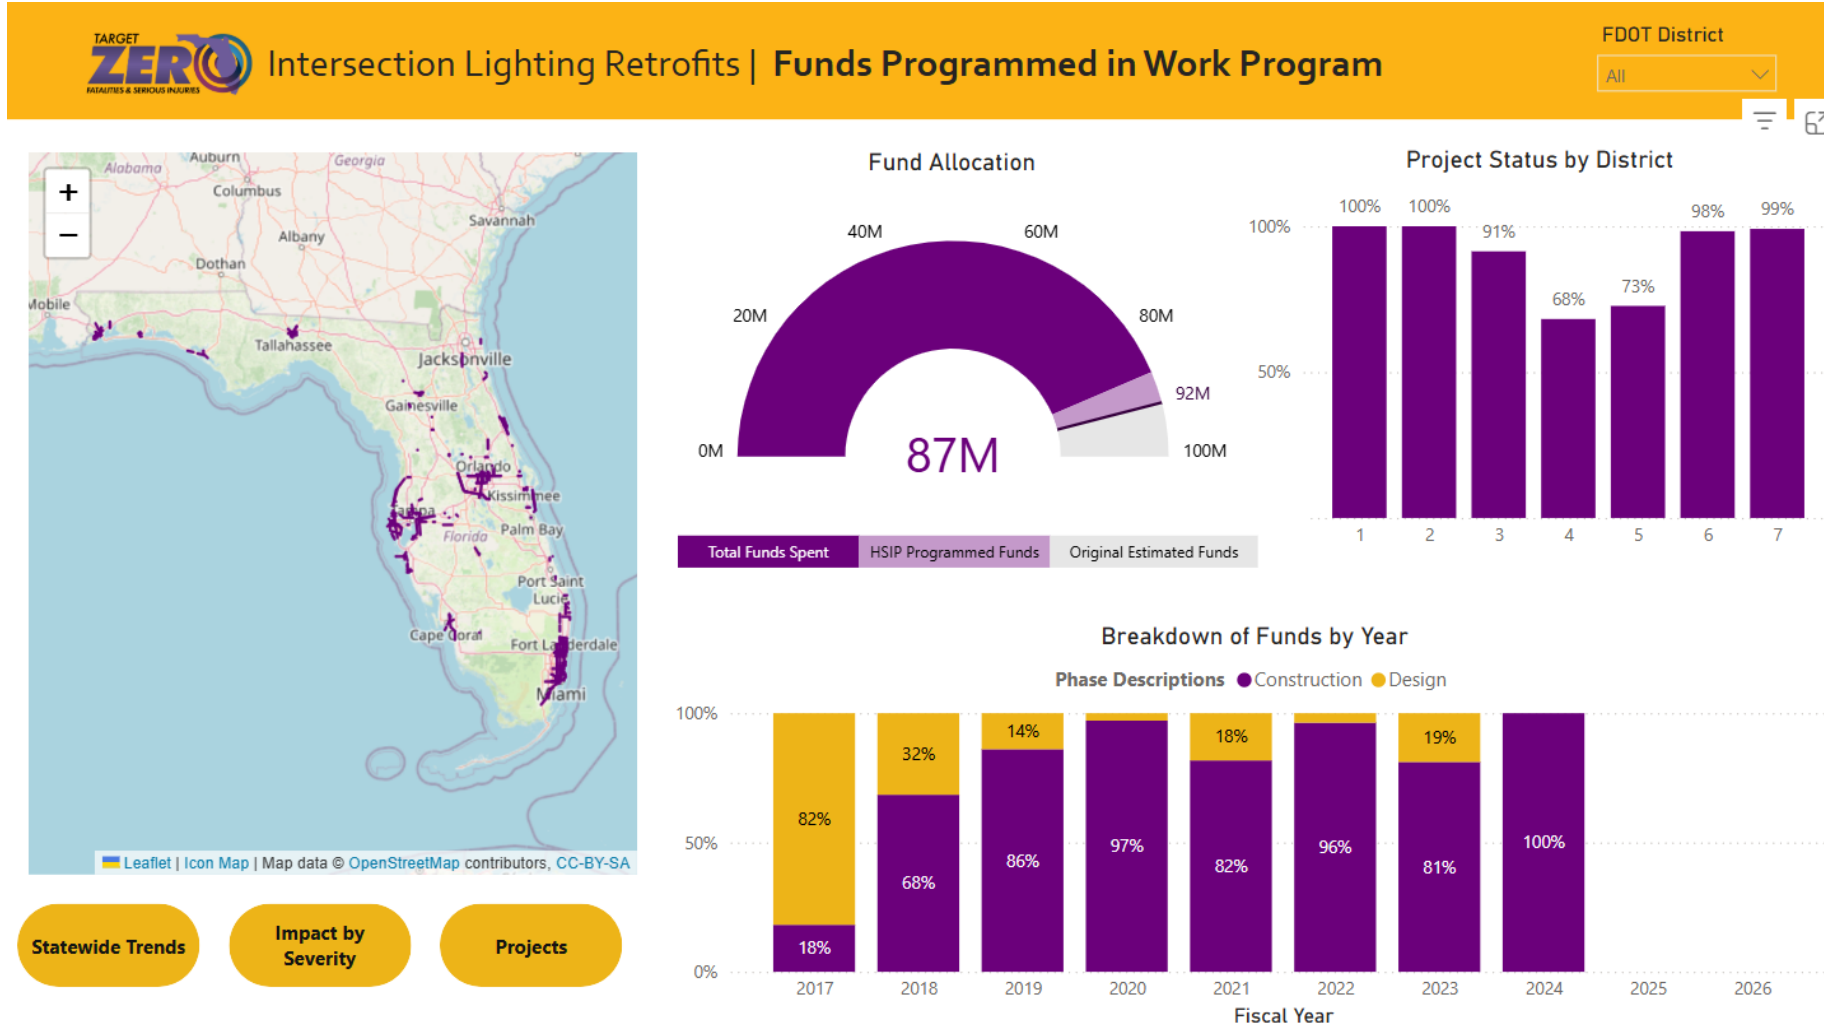 TARGET
ZERO
FATALITIES & SERIOUS INJURIES
Intersection Lighting Retrofits | Funds Programmed in Work Program
FDOT District
All
+
−
Alabama
Auburn
Georgia
Columbus
Savannah
Albany
Dothan
Mobile
Tallahassee
Jacksonville
Gainesville
Orlando
Kissimmee
Tampa
Florida
Palm Bay
Port Saint
Lucie
Cape Coral
Fort Lauderdale
Miami
Leaflet | Icon Map | Map data © OpenStreetMap contributors, CC-BY-SA
Statewide Trends
Impact by
Severity
Projects
Fund Allocation
0M
20M
40M
60M
80M
92M
100M
87M
Total Funds Spent
HSIP Programmed Funds
Original Estimated Funds
Project Status by District
100%
50%
100%
100%
91%
68%
73%
98%
99%
1 2 3 4 5 6 7
Breakdown of Funds by Year
Phase Descriptions Construction Design
100%
50%
0%
82%
18%
32%
68%
14%
86%
97%
18%
82%
96%
19%
81%
100%
2017 2018 2019 2020 2021 2022 2023 2024 2025 2026
Fiscal Year